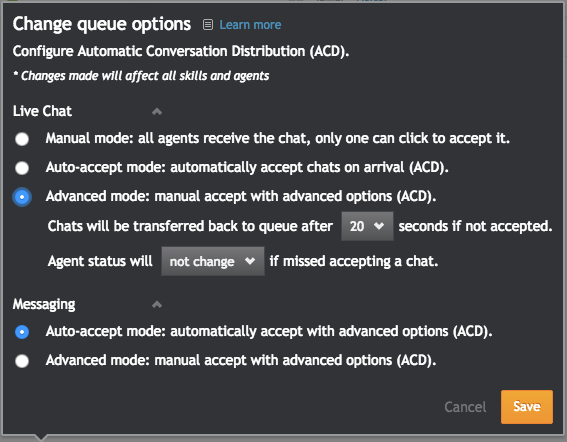 Change queue options Learn more
Configure Automatic Conversation Distribution (ACD).
* Changes made will affect all skills and agents
Live Chat
Manual mode: all agents receive the chat, only one can click to accept it.
Auto-accept mode: automatically accept chats on arrival (ACD).
Advanced mode: manual accept with advanced options (ACD).
Chats will be transferred back to queue after 20 seconds if not accepted.
Agent status will not change if missed accepting a chat.
Messaging
Auto-accept mode: automatically accept with advanced options (ACD).
Advanced mode: manual accept with advanced options (ACD).
Cancel Save